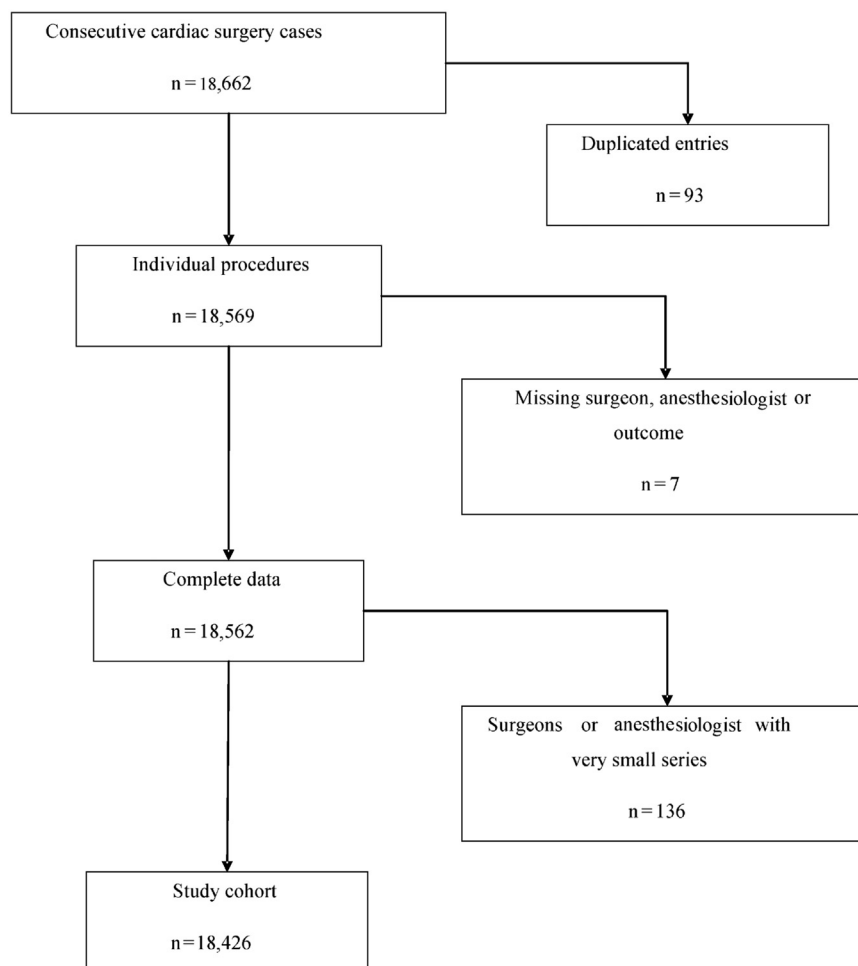 Consecutive cardiac surgery cases
n = 18,662
Duplicated entries
n = 93
Individual procedures
n = 18,569
Missing surgeon, anesthesiologist or
outcome
n = 7
Complete data
n = 18,562
Surgeons or anesthesiologist with
very small series
n = 136
Study cohort
n = 18,426